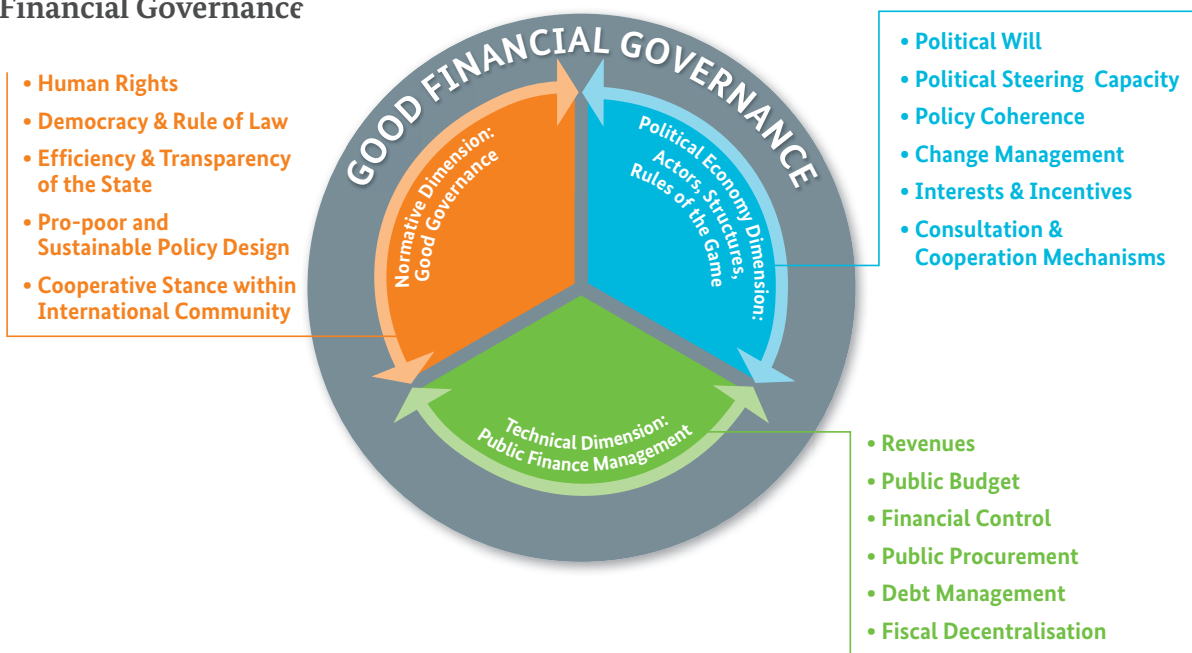 Financial Governance
GOOD FINANCIAL GOVERNANCE
• Human Rights
• Democracy & Rule of Law
• Efficiency & Transparency
of the State
• Pro-poor and
Sustainable Policy Design
• Cooperative Stance within
International Community
Normative Dimension:
Good Governance
Political Economy Dimension:
Actors, Structures,
Rules of the Game
• Political Will
• Political Steering Capacity
• Policy Coherence
• Change Management
• Interests & Incentives
• Consultation &
Cooperation Mechanisms
Technical Dimension:
Public Finance Management
• Revenues
• Public Budget
• Financial Control
• Public Procurement
• Debt Management
• Fiscal Decentralisation